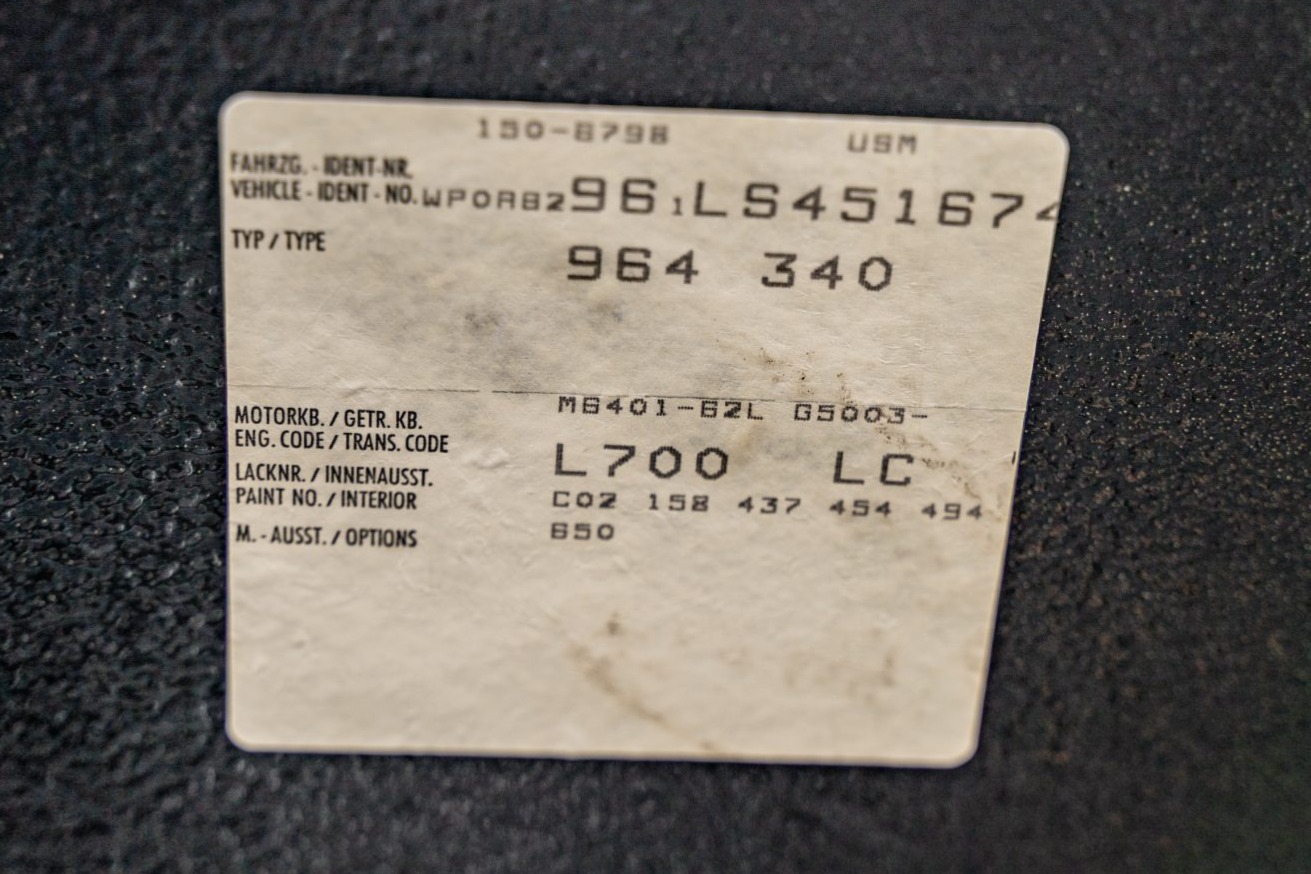 150-8798 USM
FAHRZG. - IDENT-NR.
VEHICLE - IDENT - NO. WP0AB2961LS451674
TYP / TYPE 964 340
MOTORKB. / GETR. KB. M6401-62L G5003-
ENG. CODE / TRANS. CODE
LACKNR. / INNENAUSST. L700 LC
PAINT NO. / INTERIOR C02 158 437 454 494
M. - AUSST. / OPTIONS 650